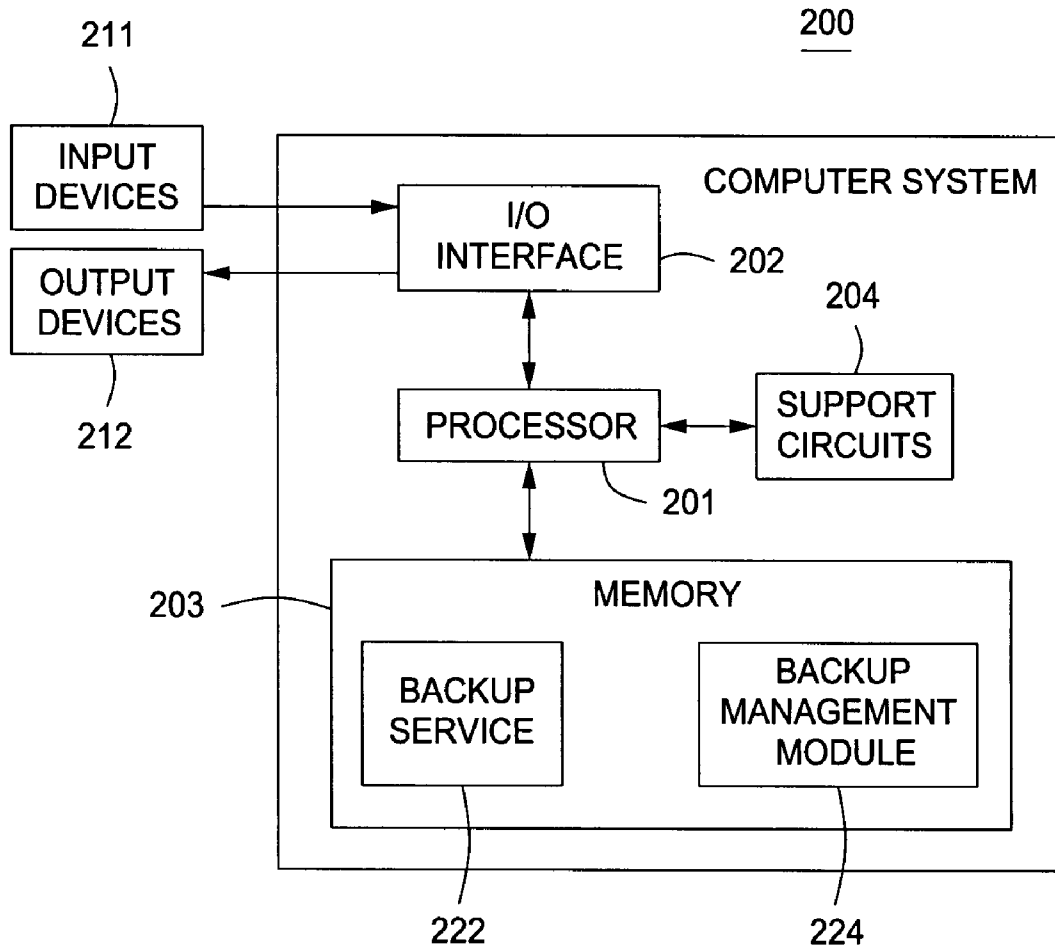 200
211
INPUT
DEVICES
COMPUTER SYSTEM
I/O
INTERFACE
202
OUTPUT
DEVICES
204
212
PROCESSOR
SUPPORT
CIRCUITS
201
203
MEMORY
BACKUP
SERVICE
BACKUP
MANAGEMENT
MODULE
222
224